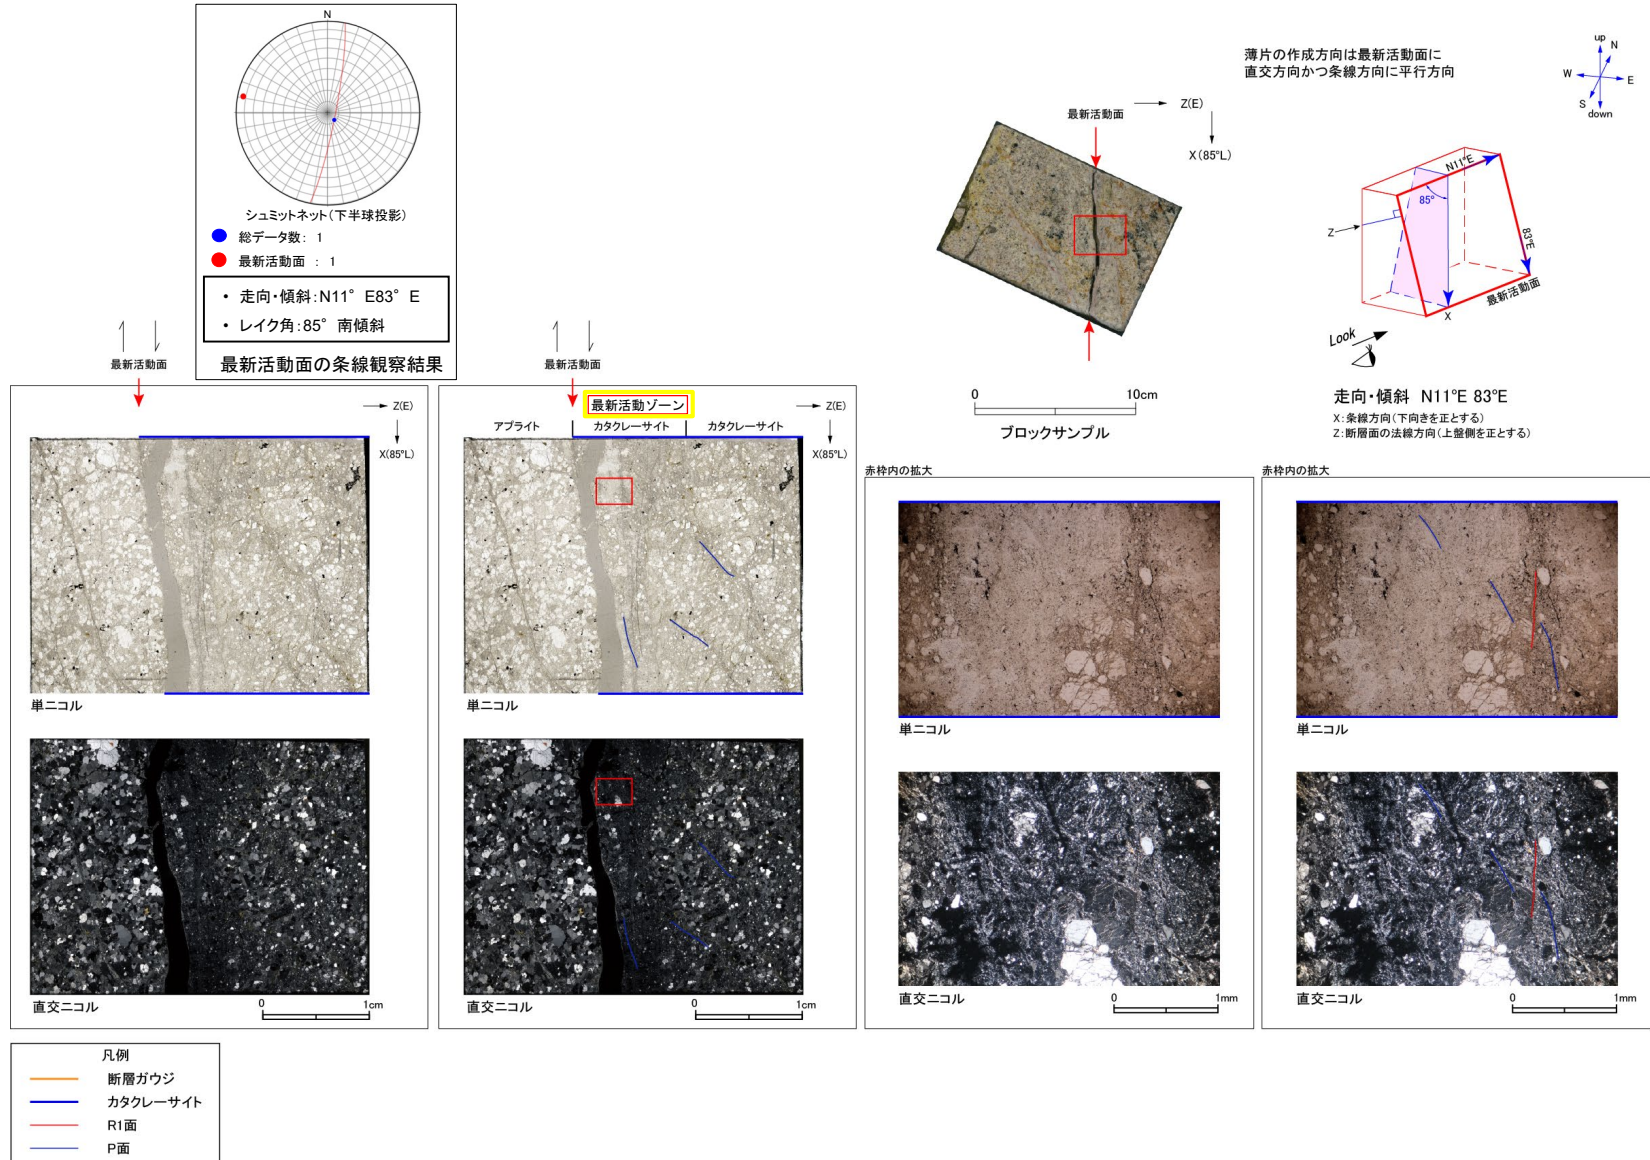 N
シュミットネット(下半球投影)
総データ数: 1
最新活動面 : 1
• 走向・傾斜:N11° E83° E
• レイク角:85° 南傾斜
最新活動面の条線観察結果
薄片の作成方向は最新活動面に
直交方向かつ条線方向に平行方向
up
N
W
E
S
down
最新活動面
Z(E)
X(85°L)
0
10cm
ブロックサンプル
N11°E
85°
Z
83°E
最新活動面
X
Look
走向・傾斜 N11°E 83°E
X:条線方向(下向きを正とする)
Z:断層面の法線方向(上盤側を正とする)
最新活動面
Z(E)
X(85°L)
単ニコル
直交ニコル
0
1cm
最新活動面
最新活動ゾーン
アプライト
カタクレーサイト
カタクレーサイト
Z(E)
X(85°L)
単ニコル
直交ニコル
0
1cm
赤枠内の拡大
単ニコル
直交ニコル
0
1mm
赤枠内の拡大
単ニコル
直交ニコル
0
1mm
凡例
断層ガウジ
カタクレーサイト
R1面
P面